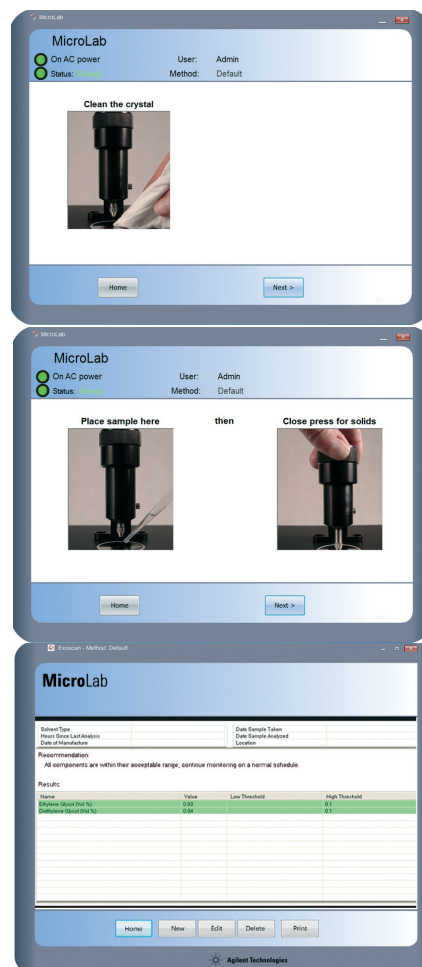 MicroLab
MicroLab
On AC power User: Admin
Status: Method: Default
Clean the crystal
Home Next >
MicroLab
MicroLab
On AC power User: Admin
Status: Method: Default
Place sample here then Close press for solids
Home Next >
Exoscan - Method: Default
MicroLab
Solvent Type Date Sample Taken
Hours Since Last Analysis Date Sample Analyzed
Date of Manufacture Location
Recommendation:
All components are within their acceptable range, continue monitoring on a normal schedule.
Results:
Name Value Low Threshold High Threshold
Ethylene Glycol (Vol %) 0.1
Diethylene Glycol (Vol %) 0.04 0.1
Home New Edit Delete Print
Agilent Technologies